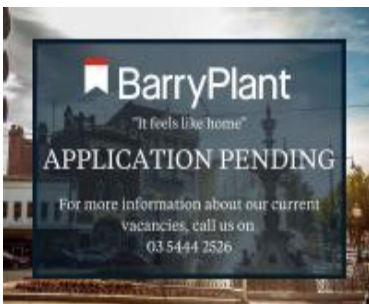 BarryPlant
"It feels like home"
APPLICATION PENDING
For more information about our current
vacancies, call us on
03 5444 2526